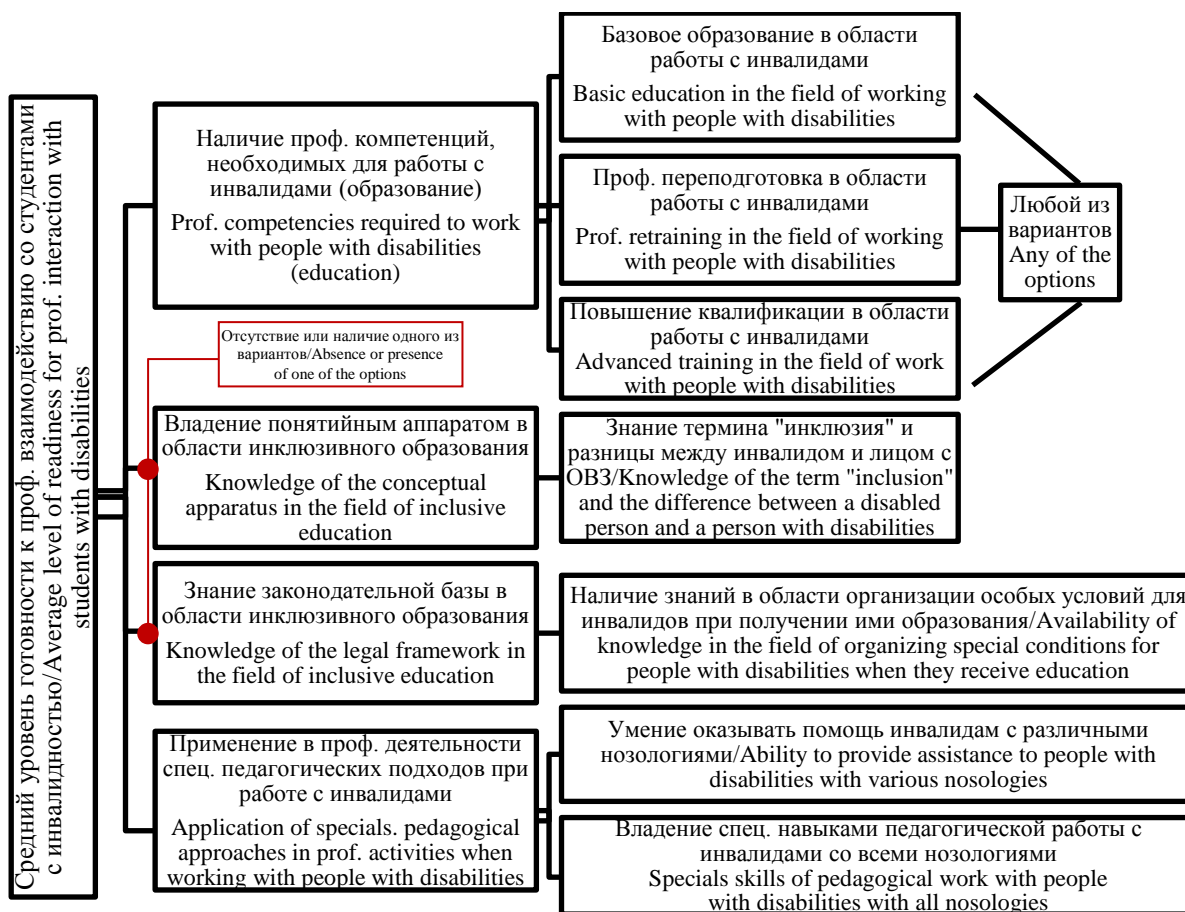 Средний уровень готовности к проф. взаимодействию со студентами
с инвалидностью/Average level of readiness for prof. interaction with
students with disabilities
Наличие проф. компетенций,
необходимых для работы с
инвалидами (образование)
Prof. competencies required to work
with people with disabilities
(education)
Базовое образование в области
работы с инвалидами
Basic education in the field of working
with people with disabilities
Проф. переподготовка в области
работы с инвалидами
Prof. retraining in the field of working
with people with disabilities
Повышение квалификации в области
работы с инвалидами
Advanced training in the field of work
with people with disabilities
Любой из
вариантов
Any of the
options
Отсутствие или наличие одного из
вариантов/Absence or presence
of one of the options
Владение понятийным аппаратом в
области инклюзивного образования
Knowledge of the conceptual
apparatus in the field of inclusive
education
Знание термина "инклюзия" и
разницы между инвалидом и лицом с
ОВЗ/Knowledge of the term "inclusion"
and the difference between a disabled
person and a person with disabilities
Знание законодательной базы в
области инклюзивного образования
Knowledge of the legal framework in
the field of inclusive education
Наличие знаний в области организации особых условий для
инвалидов при получении ими образования/Availability of
knowledge in the field of organizing special conditions for
people with disabilities when they receive education
Применение в проф. деятельности
спец. педагогических подходов при
работе с инвалидами
Application of specials. pedagogical
approaches in prof. activities when
working with people with disabilities
Умение оказывать помощь инвалидам с различными
нозологиями/Ability to provide assistance to people with
disabilities with various nosologies
Владение спец. навыками педагогической работы с
инвалидами со всеми нозологиями
Specials skills of pedagogical work with people
with disabilities with all nosologies